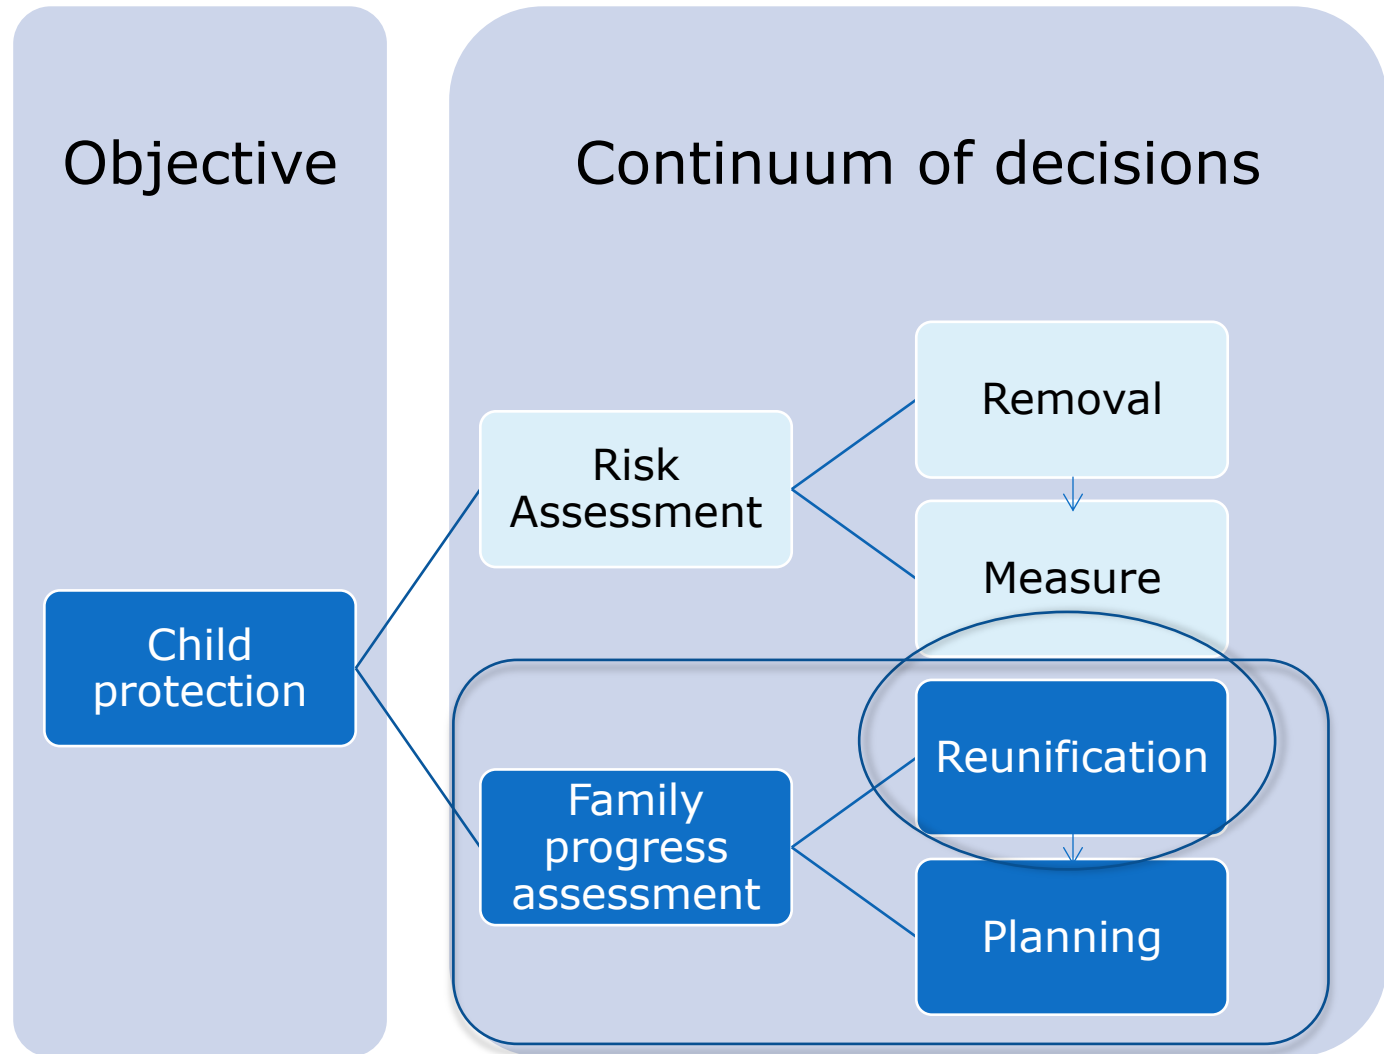 Objective
Continuum of decisions
Removal
Risk
Assessment
Measure
Child
protection
Reunification
Family
progress
assessment
Planning